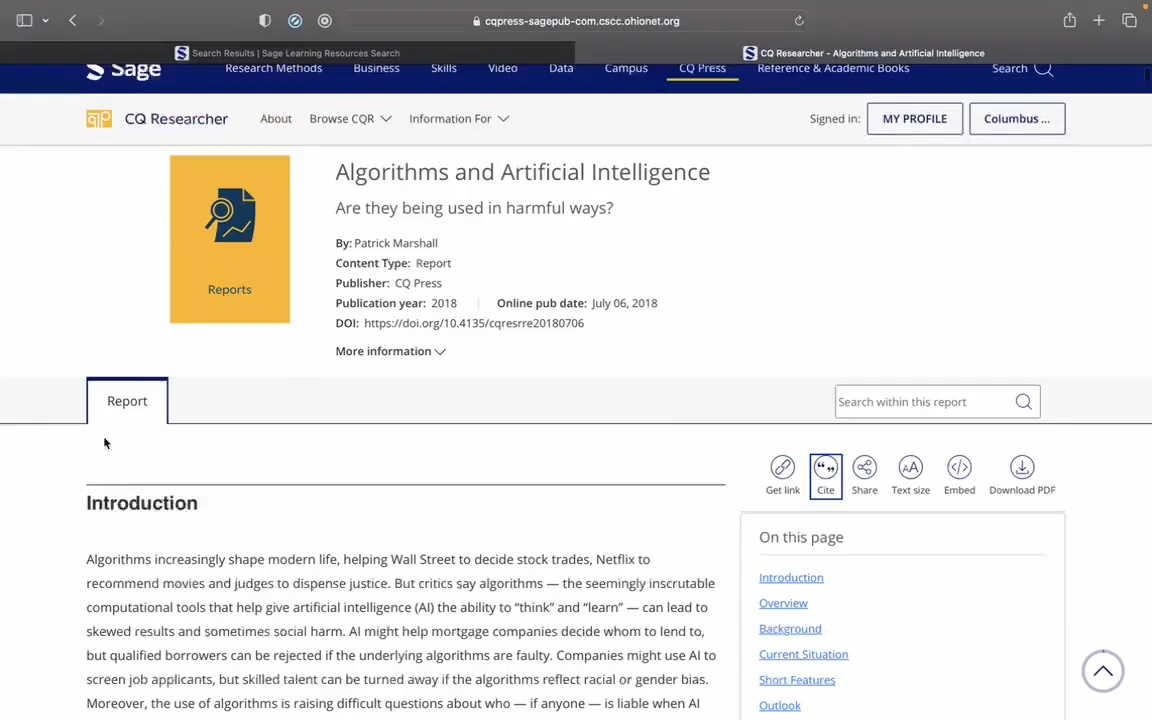 cqpress-sagepub-com.cscc.ohionet.org
Search Results | Sage Learning Resources Search
CQ Researcher - Algorithms and Artificial Intelligence
Sage
Research Methods Business Skills Video Data Campus CQ Press Reference & Academic Books Search
CQ Researcher About Browse CQR Information For Signed in: MY PROFILE Columbus ...
Reports
Algorithms and Artificial Intelligence
Are they being used in harmful ways?
By: Patrick Marshall
Content Type: Report
Publisher: CQ Press
Publication year: 2018 | Online pub date: July 06, 2018
DOI: https://doi.org/10.4135/cqresrre20180706
More information
Report
Search within this report
Get link Cite Share Text size Embed Download PDF
Introduction
Algorithms increasingly shape modern life, helping Wall Street to decide stock trades, Netflix to
recommend movies and judges to dispense justice. But critics say algorithms — the seemingly inscrutable
computational tools that help give artificial intelligence (AI) the ability to “think” and “learn” — can lead to
skewed results and sometimes social harm. AI might help mortgage companies decide whom to lend to,
but qualified borrowers can be rejected if the underlying algorithms are faulty. Companies might use AI to
screen job applicants, but skilled talent can be turned away if the algorithms reflect racial or gender bias.
Moreover, the use of algorithms is raising difficult questions about who — if anyone — is liable when AI
On this page
Introduction
Overview
Background
Current Situation
Short Features
Outlook